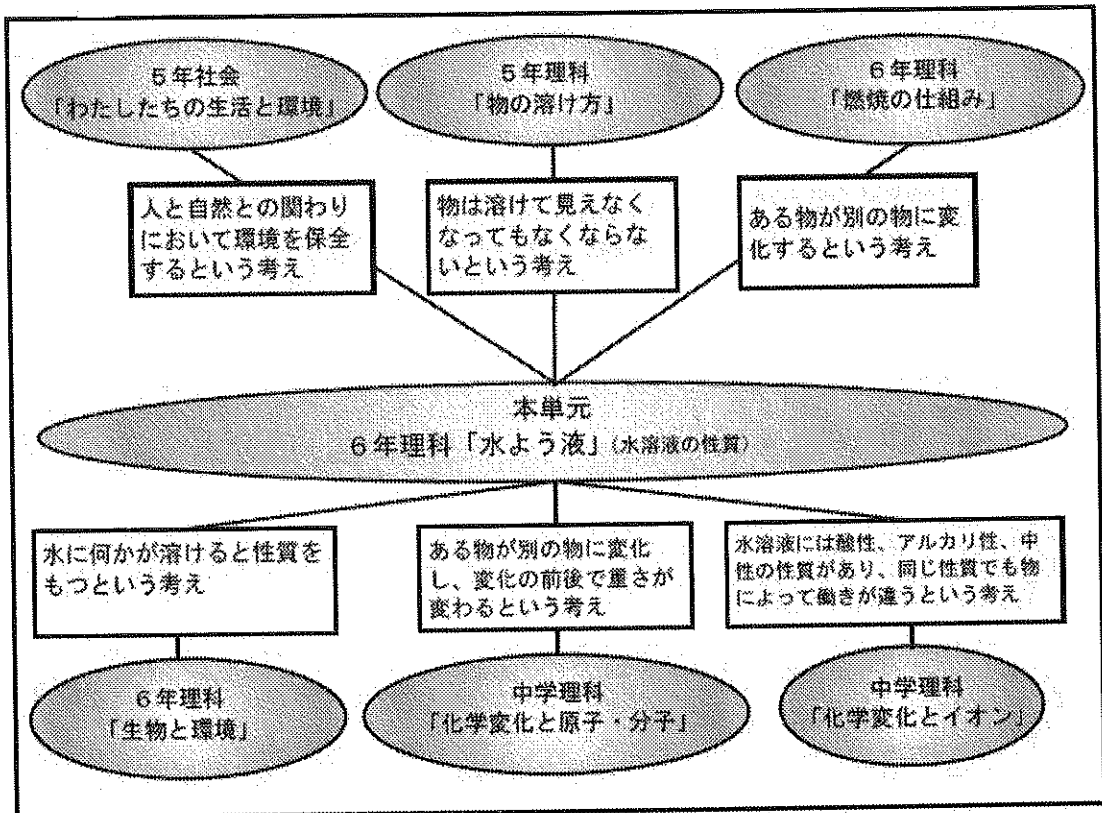 5年社会
「わたしたちの生活と環境」
5年理科
「物の溶け方」
6年理科
「燃焼の仕組み」
人と自然との関わり
において環境を保全
するという考え
物は溶けて見えなく
なってもなくならな
いという考え
ある物が別の物に変
化するという考え
本単元
6年理科「水よう液」(水溶液の性質)
水に何かが溶けると性質を
もつという考え
ある物が別の物に変化
し、変化の前後で重さが
変わるという考え
水溶液には酸性、アルカリ性、中
性の性質があり、同じ性質でも物
によって働きが違うという考え
6年理科
「生物と環境」
中学理科
「化学変化と原子・分子」
中学理科
「化学変化とイオン」